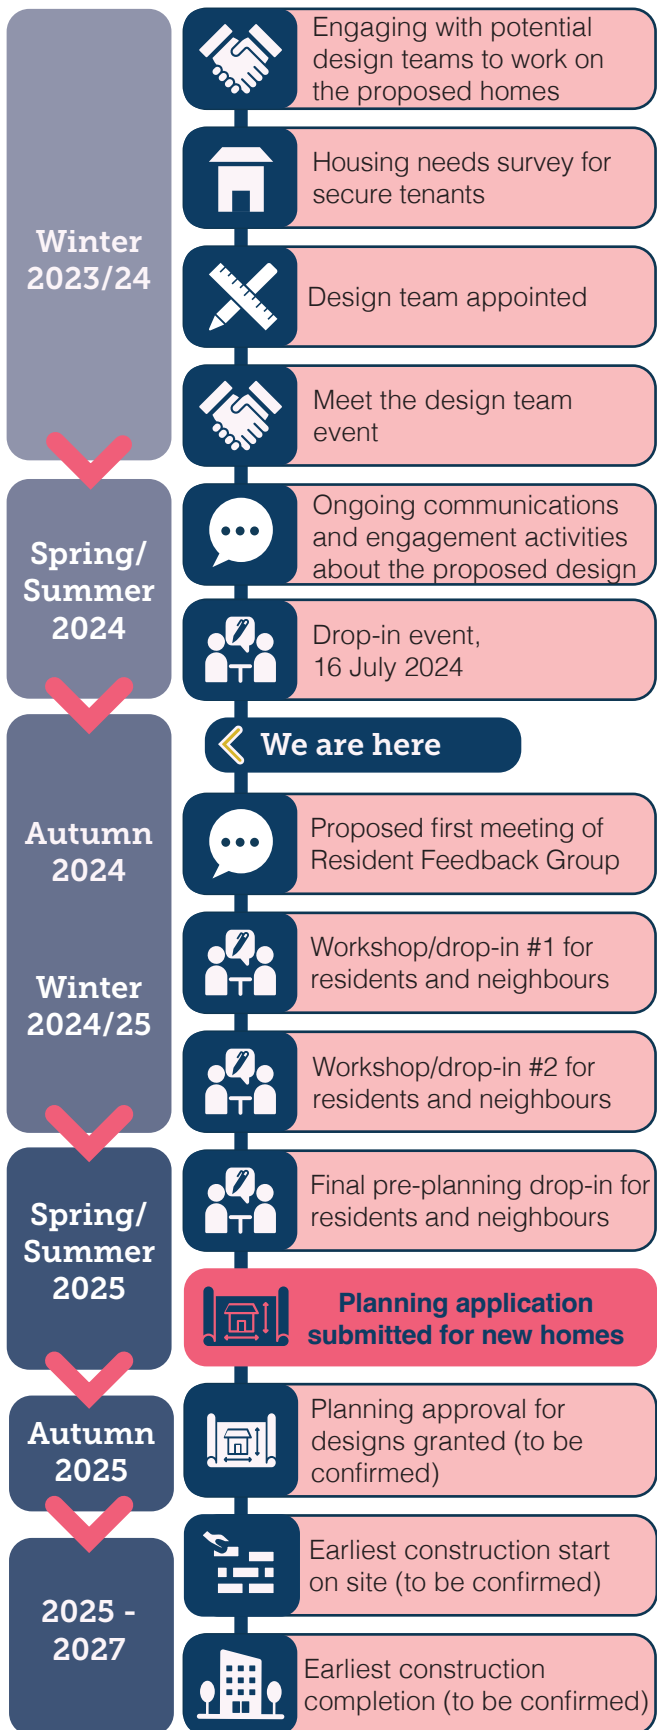 Winter
2023/24
Engaging with potential
design teams to work on
the proposed homes
Housing needs survey for
secure tenants
Design team appointed
Meet the design team
event
Spring/
Summer
2024
Ongoing communications
and engagement activities
about the proposed design
Drop-in event,
16 July 2024
We are here
Autumn
2024
Winter
2024/25
Proposed first meeting of
Resident Feedback Group
Workshop/drop-in #1 for
residents and neighbours
Workshop/drop-in #2 for
residents and neighbours
Spring/
Summer
2025
Final pre-planning drop-in for
residents and neighbours
Planning application
submitted for new homes
Autumn
2025
Planning approval for
designs granted (to be
confirmed)
2025 -
2027
Earliest construction start
on site (to be confirmed)
Earliest construction
completion (to be confirmed)